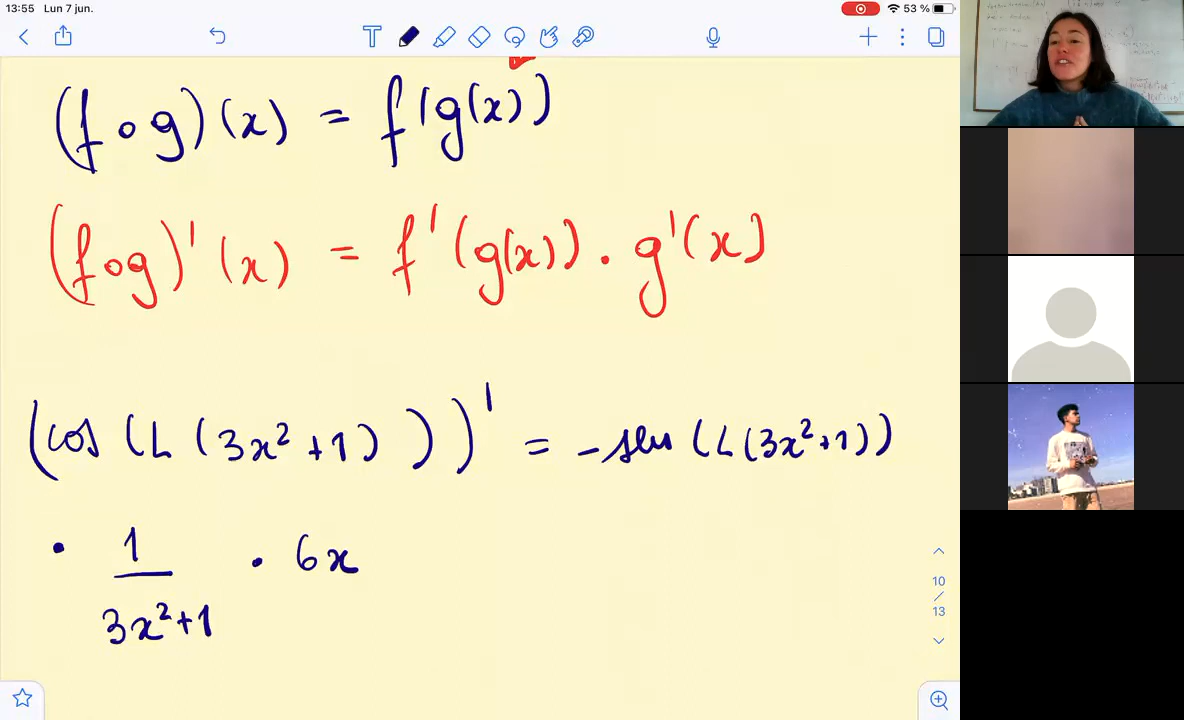 13:55 Lun 7 jun. 53 %
T
(f o g) (x) = f(g(x))
(f o g)' (x) = f'(g(x)) · g'(x)
(cos (L (3x²+1)))' = -sen (L(3x²+1))
· 1/(3x²+1) · 6x
10
/
13